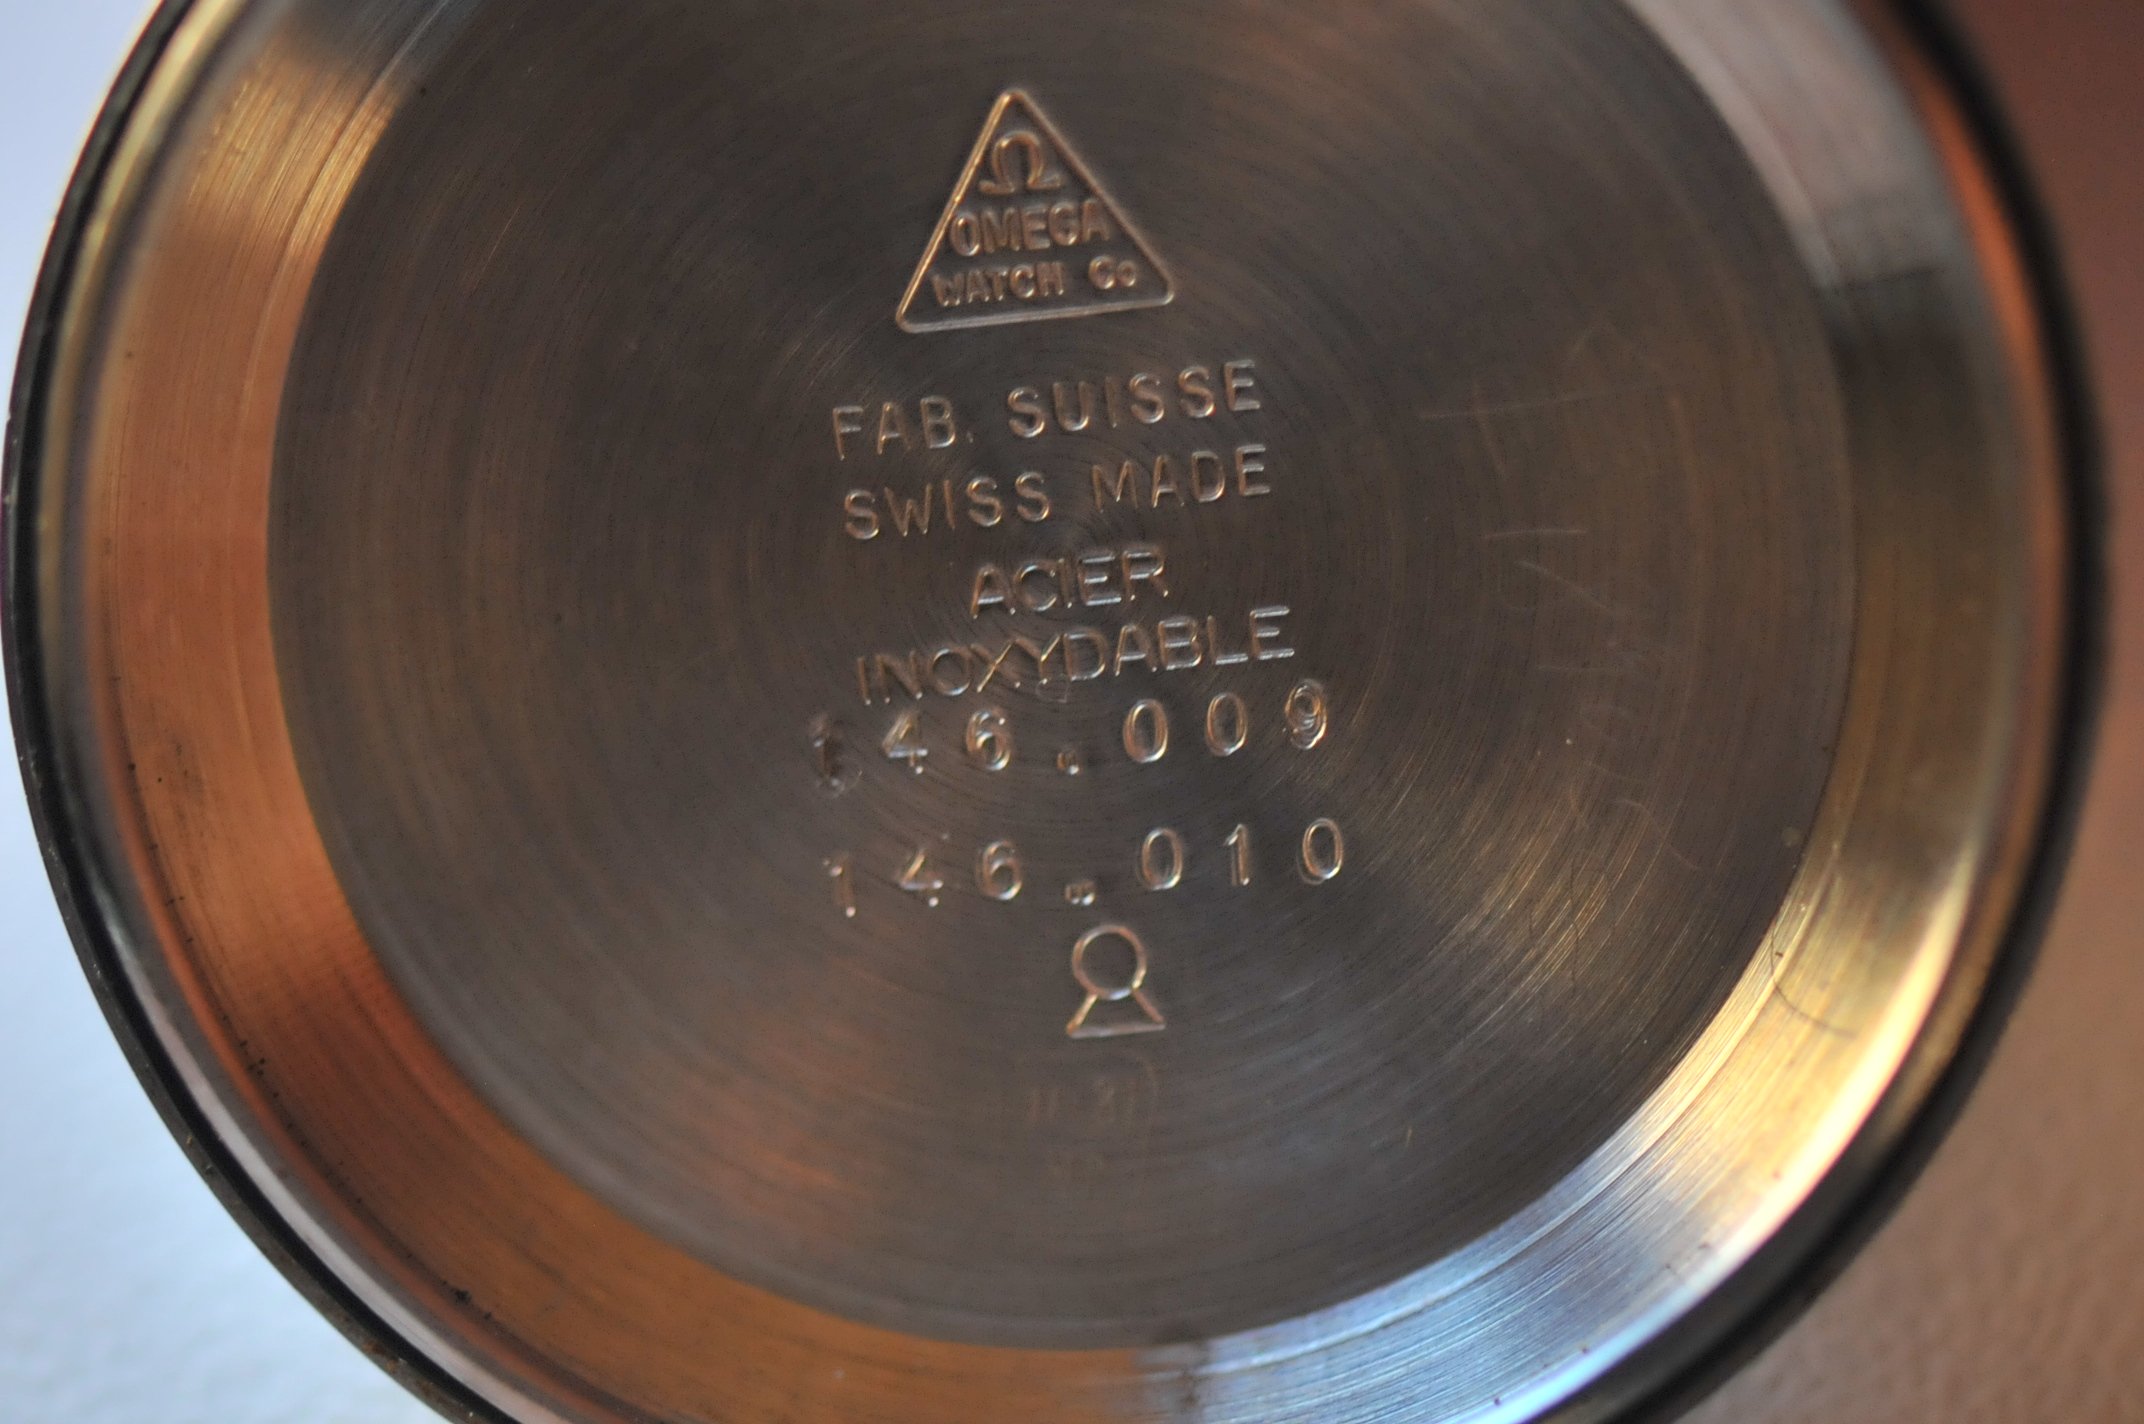 Ω
OMEGA
WATCH Co
FAB. SUISSE
SWISS MADE
ACIER
INOXYDABLE
146.009
146.010